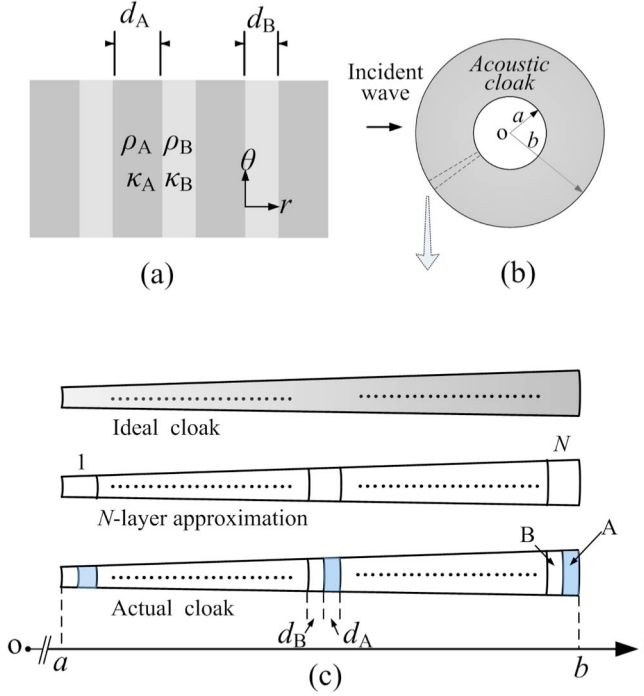 d_A d_B
ρ_A ρ_B
κ_A κ_B
θ
r
(a)
Incident
wave
Acoustic
cloak
a
o
b
(b)
Ideal cloak
1
N
N-layer approximation
B A
Actual cloak
d_B d_A
o
a
b
(c)